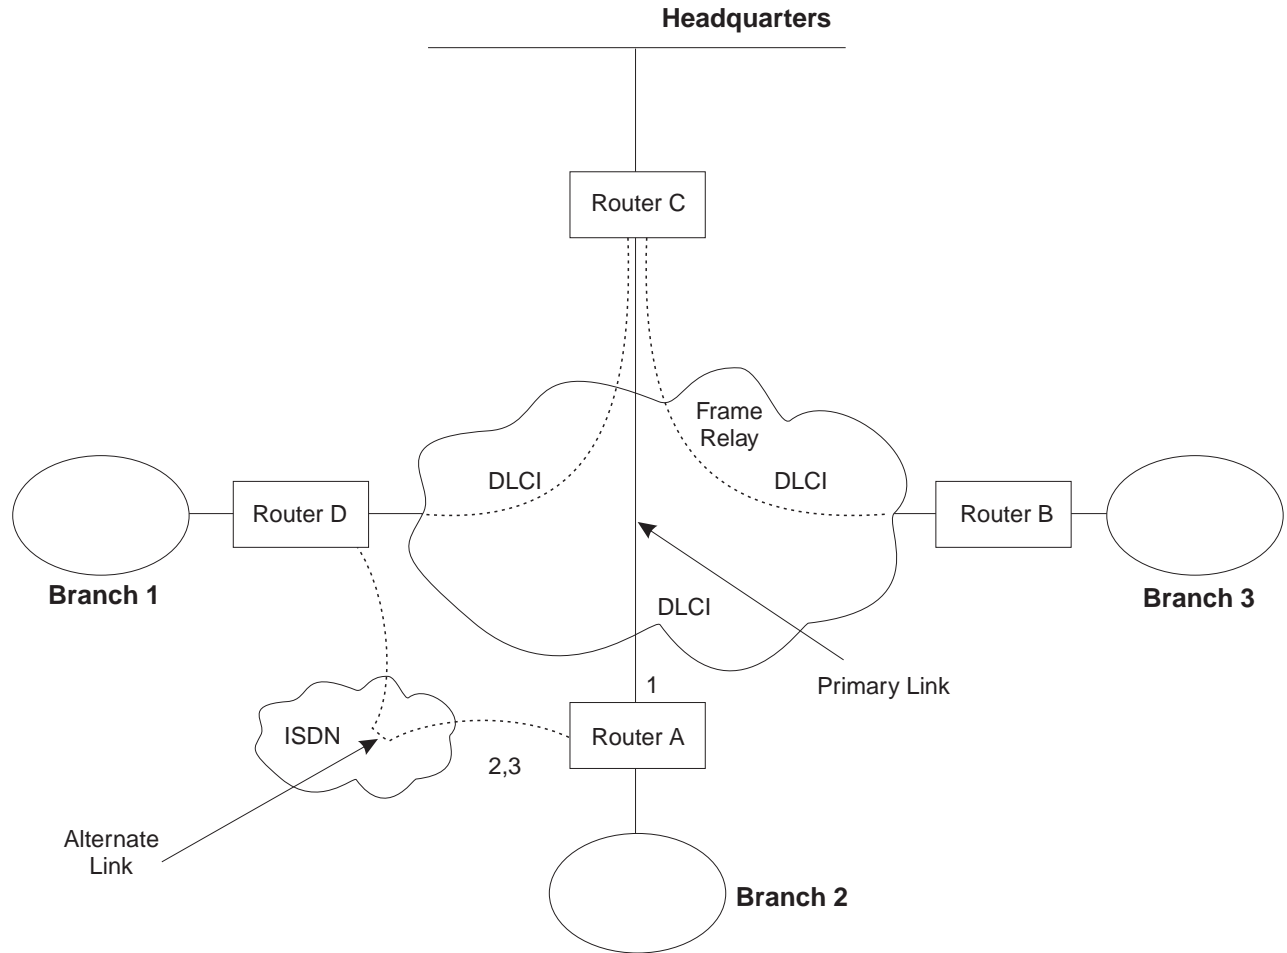 Headquarters
Router C
Frame
Relay
DLCI
DLCI
Router D
Router B
Branch 1
Branch 3
DLCI
Primary Link
1
ISDN
Router A
2,3
Alternate
Link
Branch 2